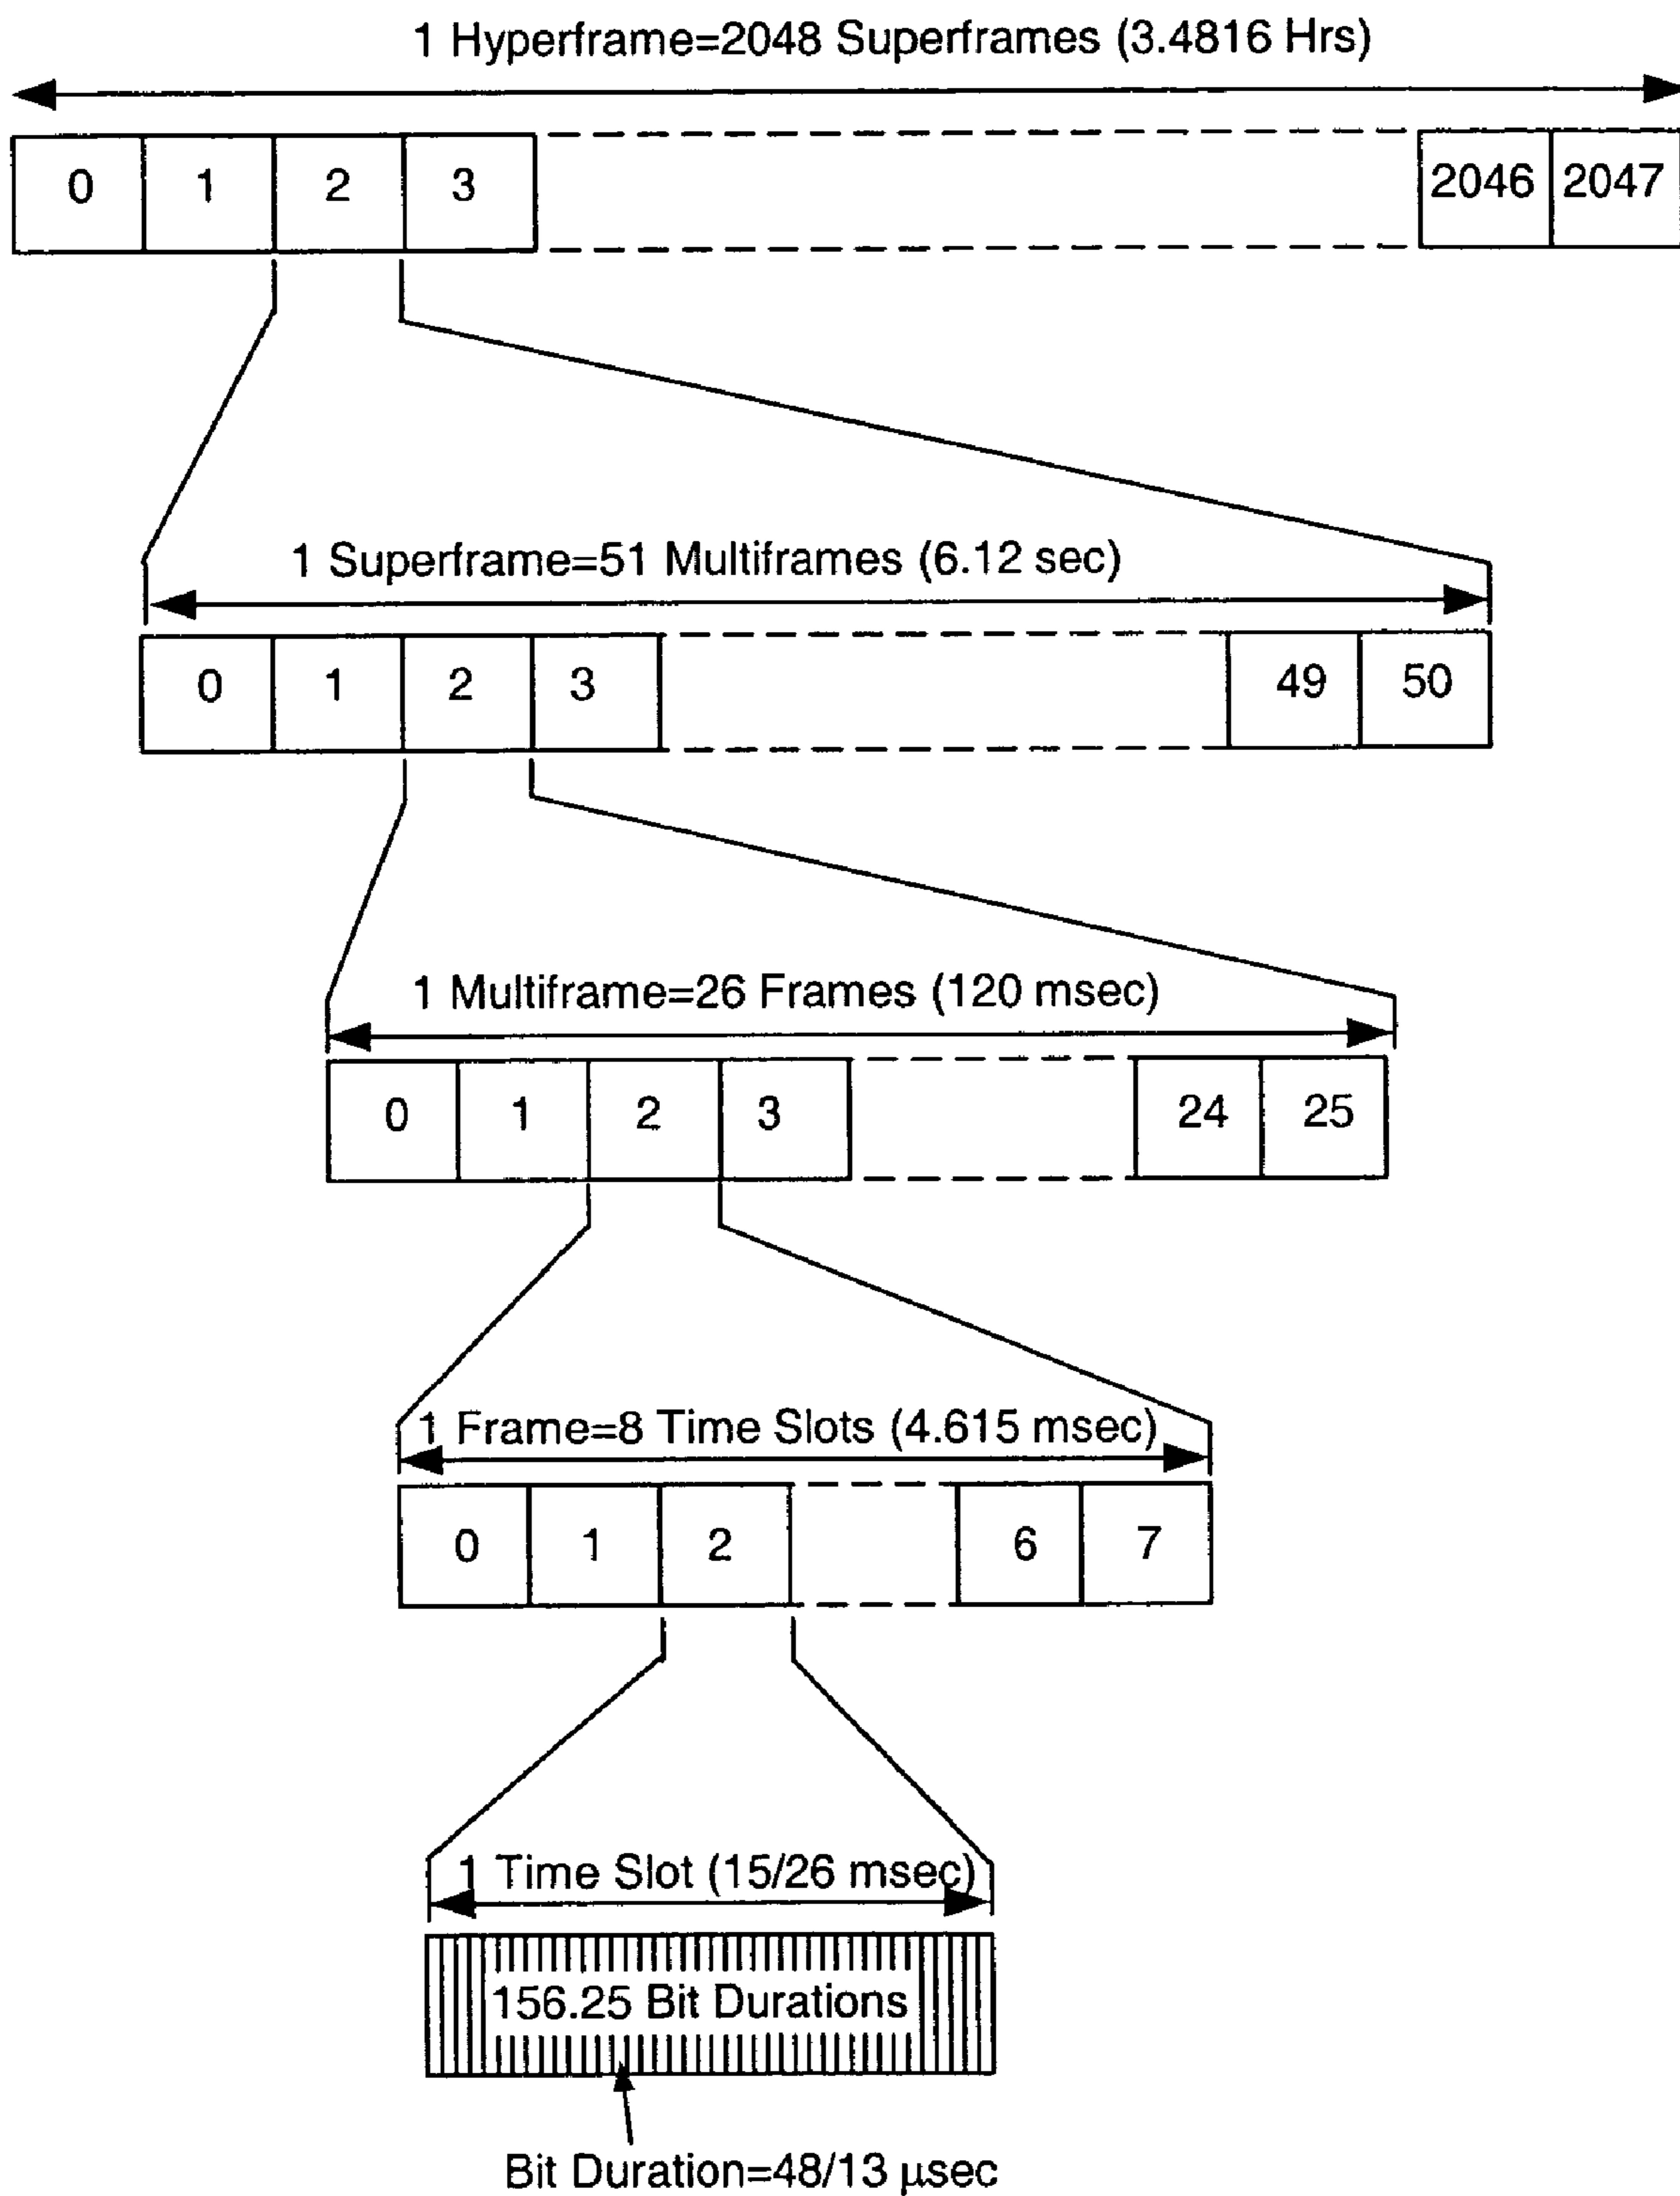 1 Hyperframe=2048 Superframes (3.4816 Hrs)
0 1 2 3 2046 2047
1 Superframe=51 Multiframes (6.12 sec)
0 1 2 3 49 50
1 Multiframe=26 Frames (120 msec)
0 1 2 3 24 25
1 Frame=8 Time Slots (4.615 msec)
0 1 2 6 7
1 Time Slot (15/26 msec)
156.25 Bit Durations
Bit Duration=48/13 μsec